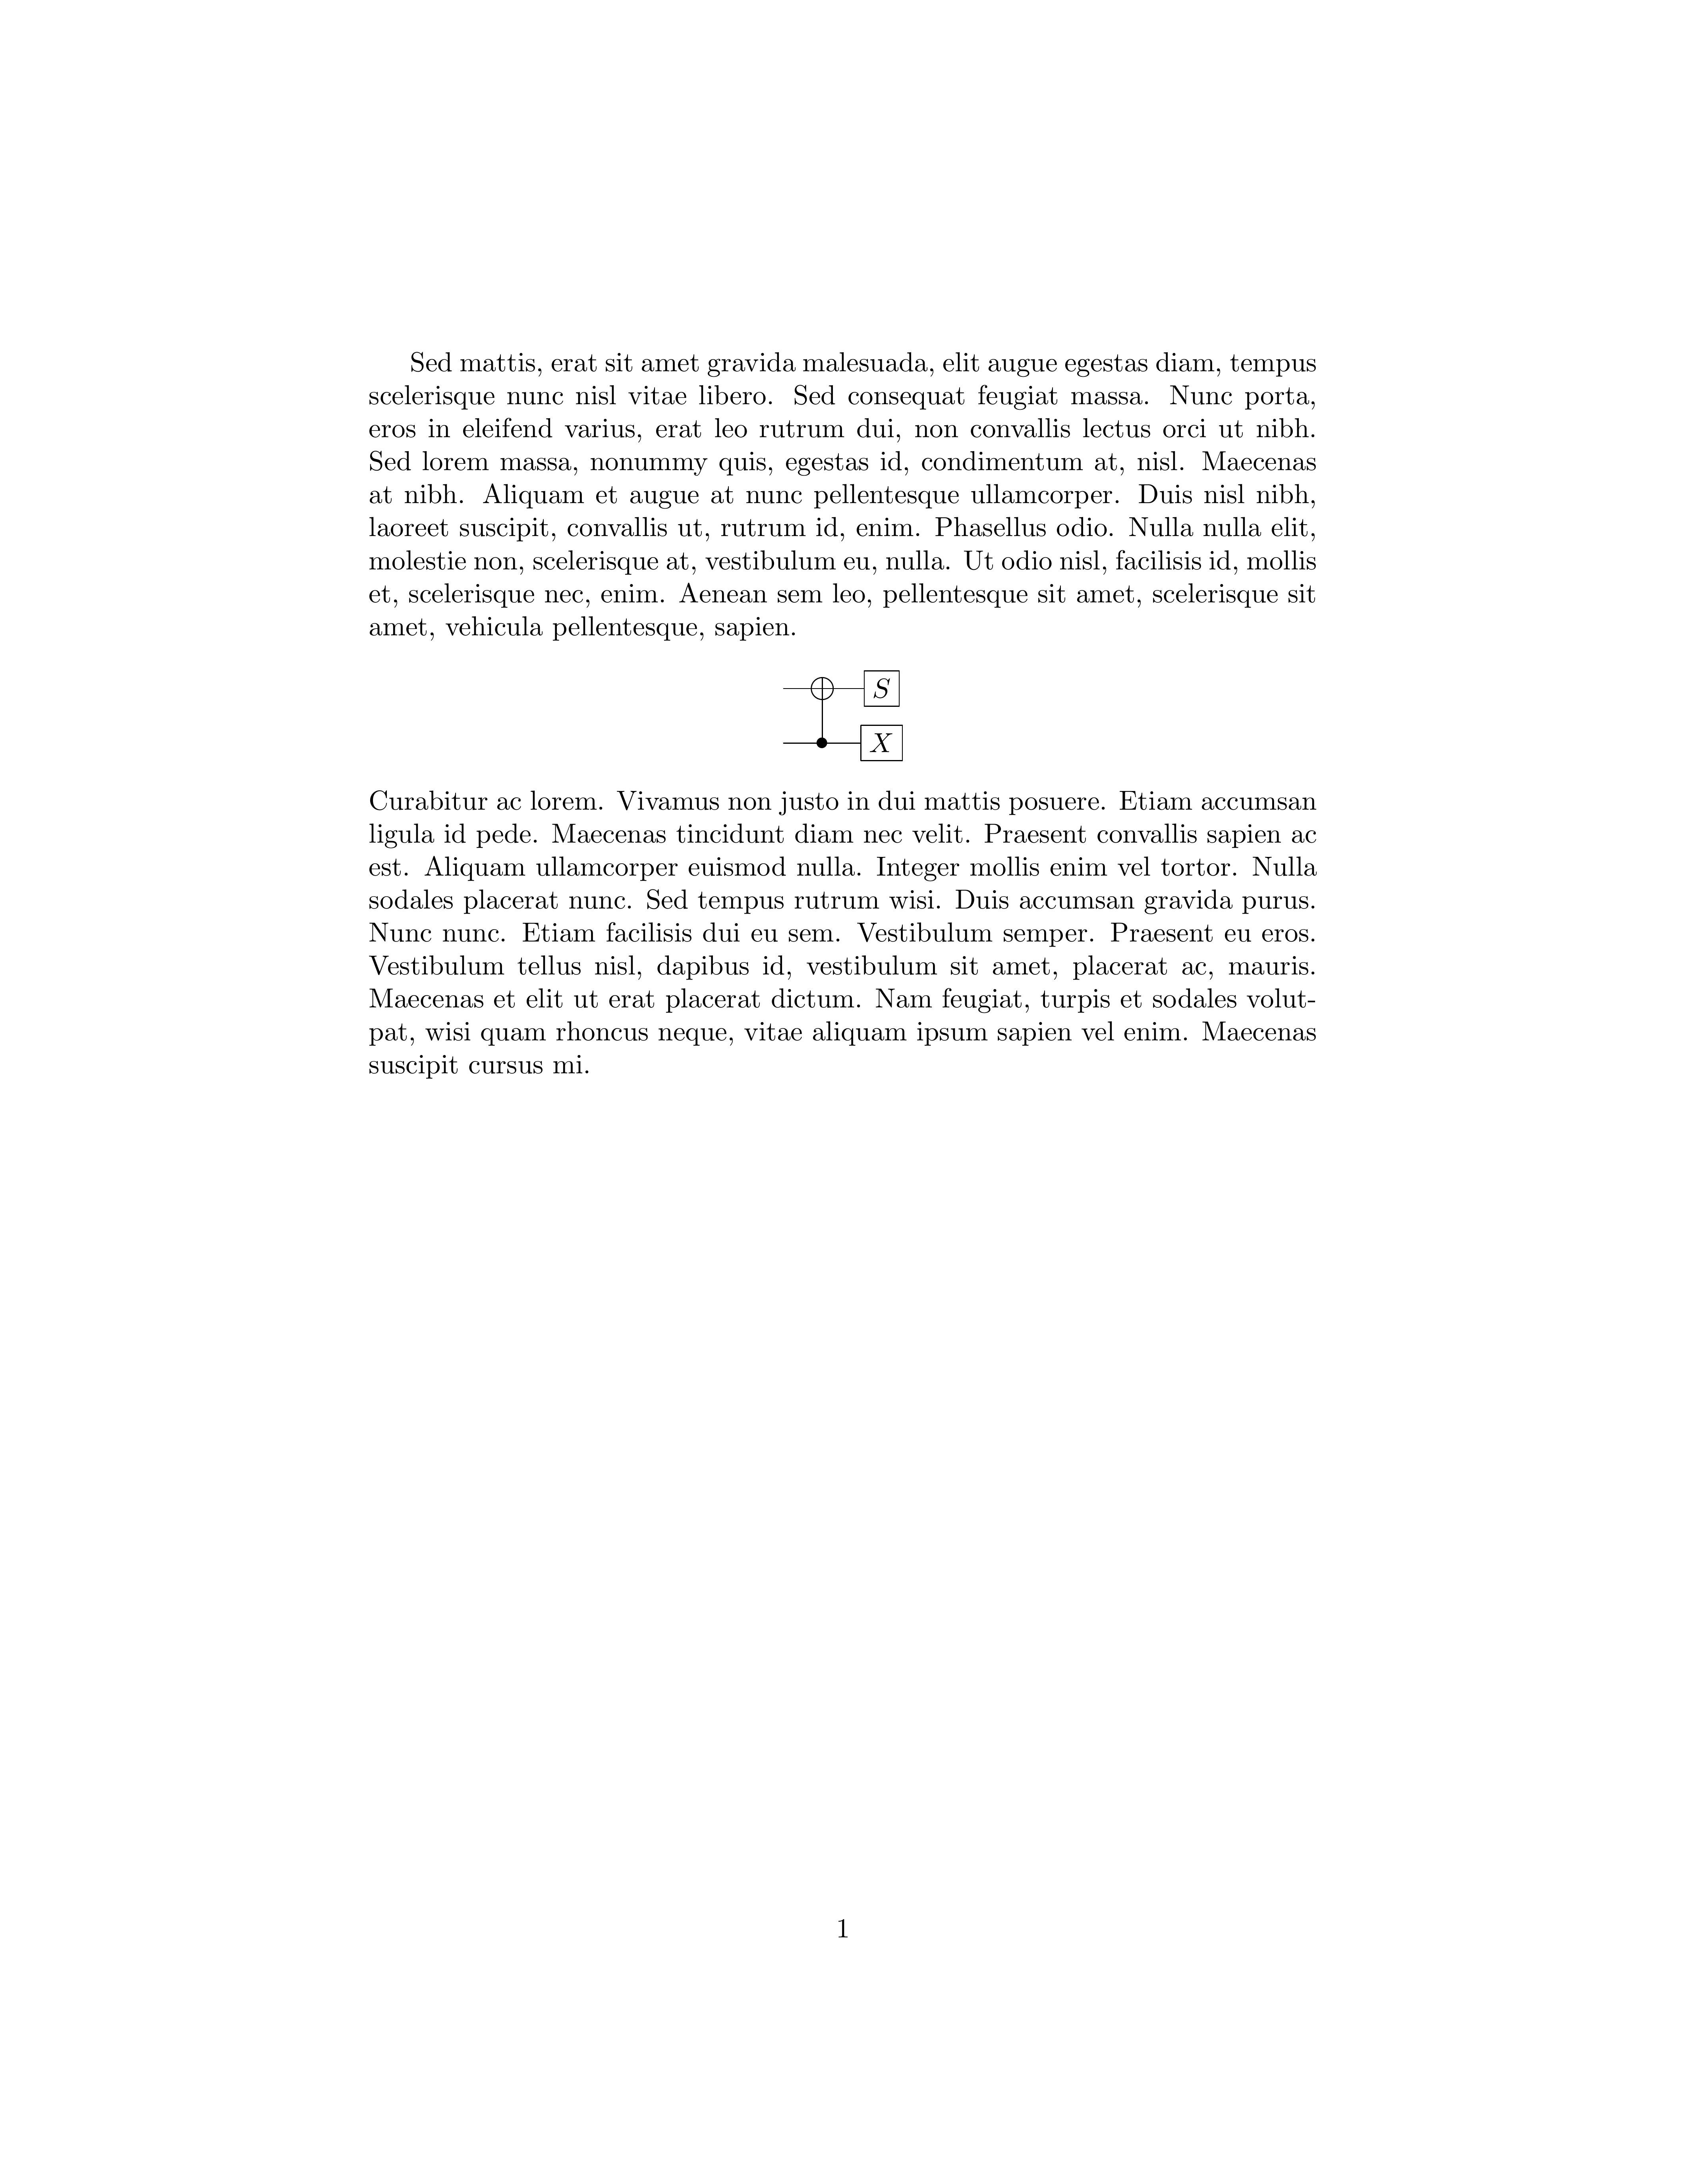 Sed mattis, erat sit amet gravida malesuada, elit augue egestas diam, tempus
scelerisque nunc nisl vitae libero. Sed consequat feugiat massa. Nunc porta,
eros in eleifend varius, erat leo rutrum dui, non convallis lectus orci ut nibh.
Sed lorem massa, nonummy quis, egestas id, condimentum at, nisl. Maecenas
at nibh. Aliquam et augue at nunc pellentesque ullamcorper. Duis nisl nibh,
laoreet suscipit, convallis ut, rutrum id, enim. Phasellus odio. Nulla nulla elit,
molestie non, scelerisque at, vestibulum eu, nulla. Ut odio nisl, facilisis id, mollis
et, scelerisque nec, enim. Aenean sem leo, pellentesque sit amet, scelerisque sit
amet, vehicula pellentesque, sapien.
S
X
Curabitur ac lorem. Vivamus non justo in dui mattis posuere. Etiam accumsan
ligula id pede. Maecenas tincidunt diam nec velit. Praesent convallis sapien ac
est. Aliquam ullamcorper euismod nulla. Integer mollis enim vel tortor. Nulla
sodales placerat nunc. Sed tempus rutrum wisi. Duis accumsan gravida purus.
Nunc nunc. Etiam facilisis dui eu sem. Vestibulum semper. Praesent eu eros.
Vestibulum tellus nisl, dapibus id, vestibulum sit amet, placerat ac, mauris.
Maecenas et elit ut erat placerat dictum. Nam feugiat, turpis et sodales volut-
pat, wisi quam rhoncus neque, vitae aliquam ipsum sapien vel enim. Maecenas
suscipit cursus mi.
1